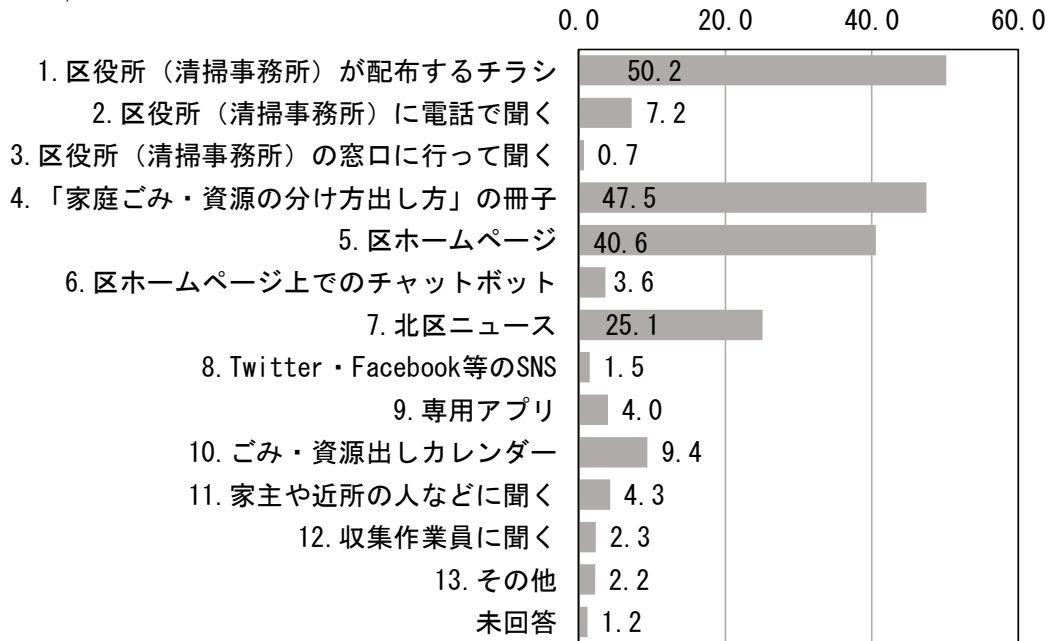 0.0 20.0 40.0 60.0
1.区役所（清掃事務所）が配布するチラシ 50.2
2.区役所（清掃事務所）に電話で聞く 7.2
3.区役所（清掃事務所）の窓口に行って聞く 0.7
4.「家庭ごみ・資源の分け方出し方」の冊子 47.5
5.区ホームページ 40.6
6.区ホームページ上でのチャットボット 3.6
7.北区ニュース 25.1
8.Twitter・Facebook等のSNS 1.5
9.専用アプリ 4.0
10.ごみ・資源出しカレンダー 9.4
11.家主や近所の人などに聞く 4.3
12.収集作業員に聞く 2.3
13.その他 2.2
未回答 1.2